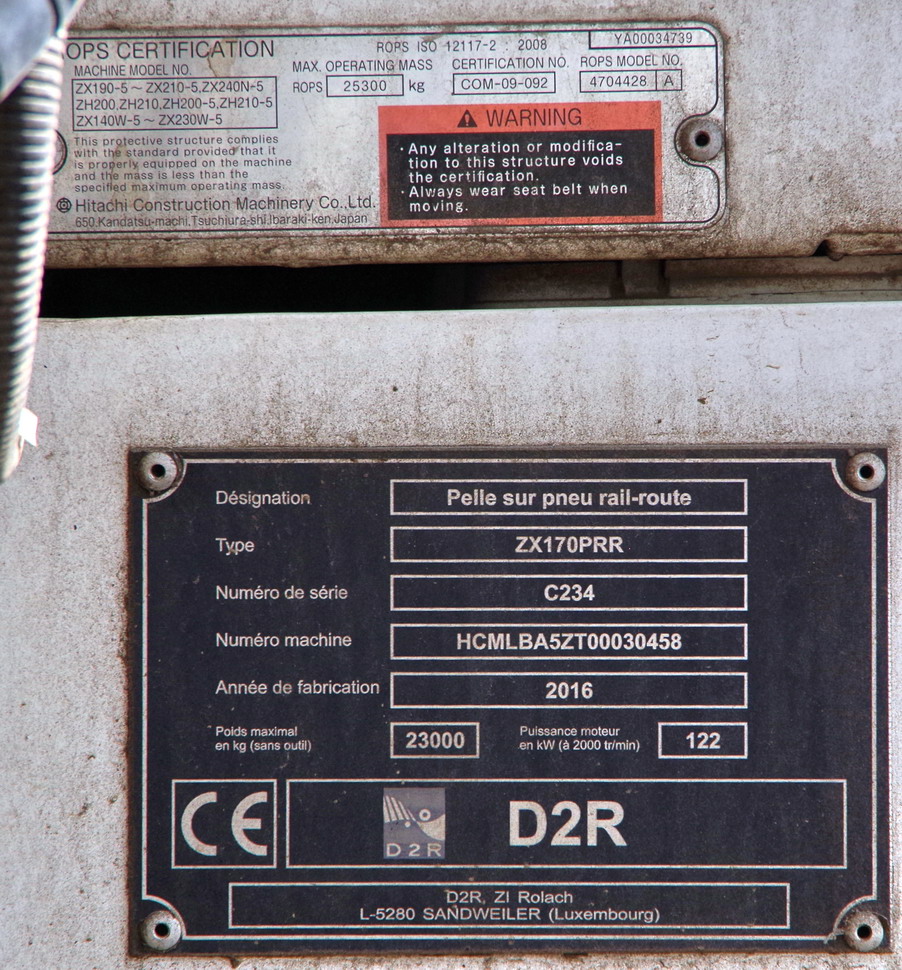 OPS CERTIFICATION
ROPS ISO 12117-2 : 2008
YA00034739
MACHINE MODEL NO.
ZX190-5 ~ ZX210-5,ZX240N-5
ZH200,ZH210,ZH200-5,ZH210-5
ZX140W-5 ~ ZX230W-5
MAX. OPERATING MASS
ROPS 25300 kg
CERTIFICATION NO.
COM-09-092
ROPS MODEL NO.
4704428 A
This protective structure complies
with the standard provided that it
is properly equipped on the machine
and the mass is less than the
specified maximum operating mass.
WARNING
·Any alteration or modifica-
tion to this structure voids
the certification.
·Always wear seat belt when
moving.
Hitachi Construction Machinery Co.,Ltd.
650,Kandatsu-machi,Tsuchiura-shi,Ibaraki-ken,Japan
Désignation Pelle sur pneu rail-route
Type ZX170PRR
Numéro de série C234
Numéro machine HCMLBA5ZT00030458
Année de fabrication 2016
Poids maximal
en kg (sans outil) 23000
Puissance moteur
en kW (à 2000 tr/min) 122
CE
D2R
D2R
D2R, ZI Rolach
L-5280 SANDWEILER (Luxembourg)